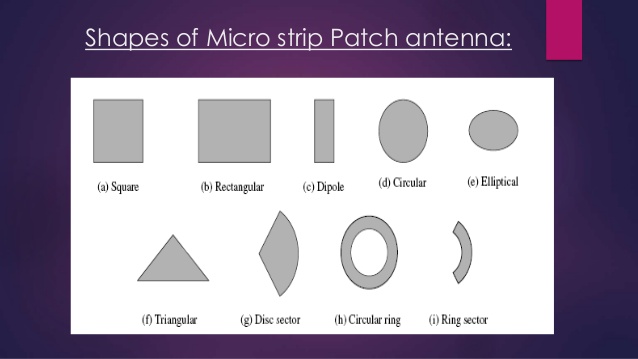 Shapes of Micro strip Patch antenna:
(a) Square
(b) Rectangular
(c) Dipole
(d) Circular
(e) Elliptical
(f) Triangular
(g) Disc sector
(h) Circular ring
(i) Ring sector